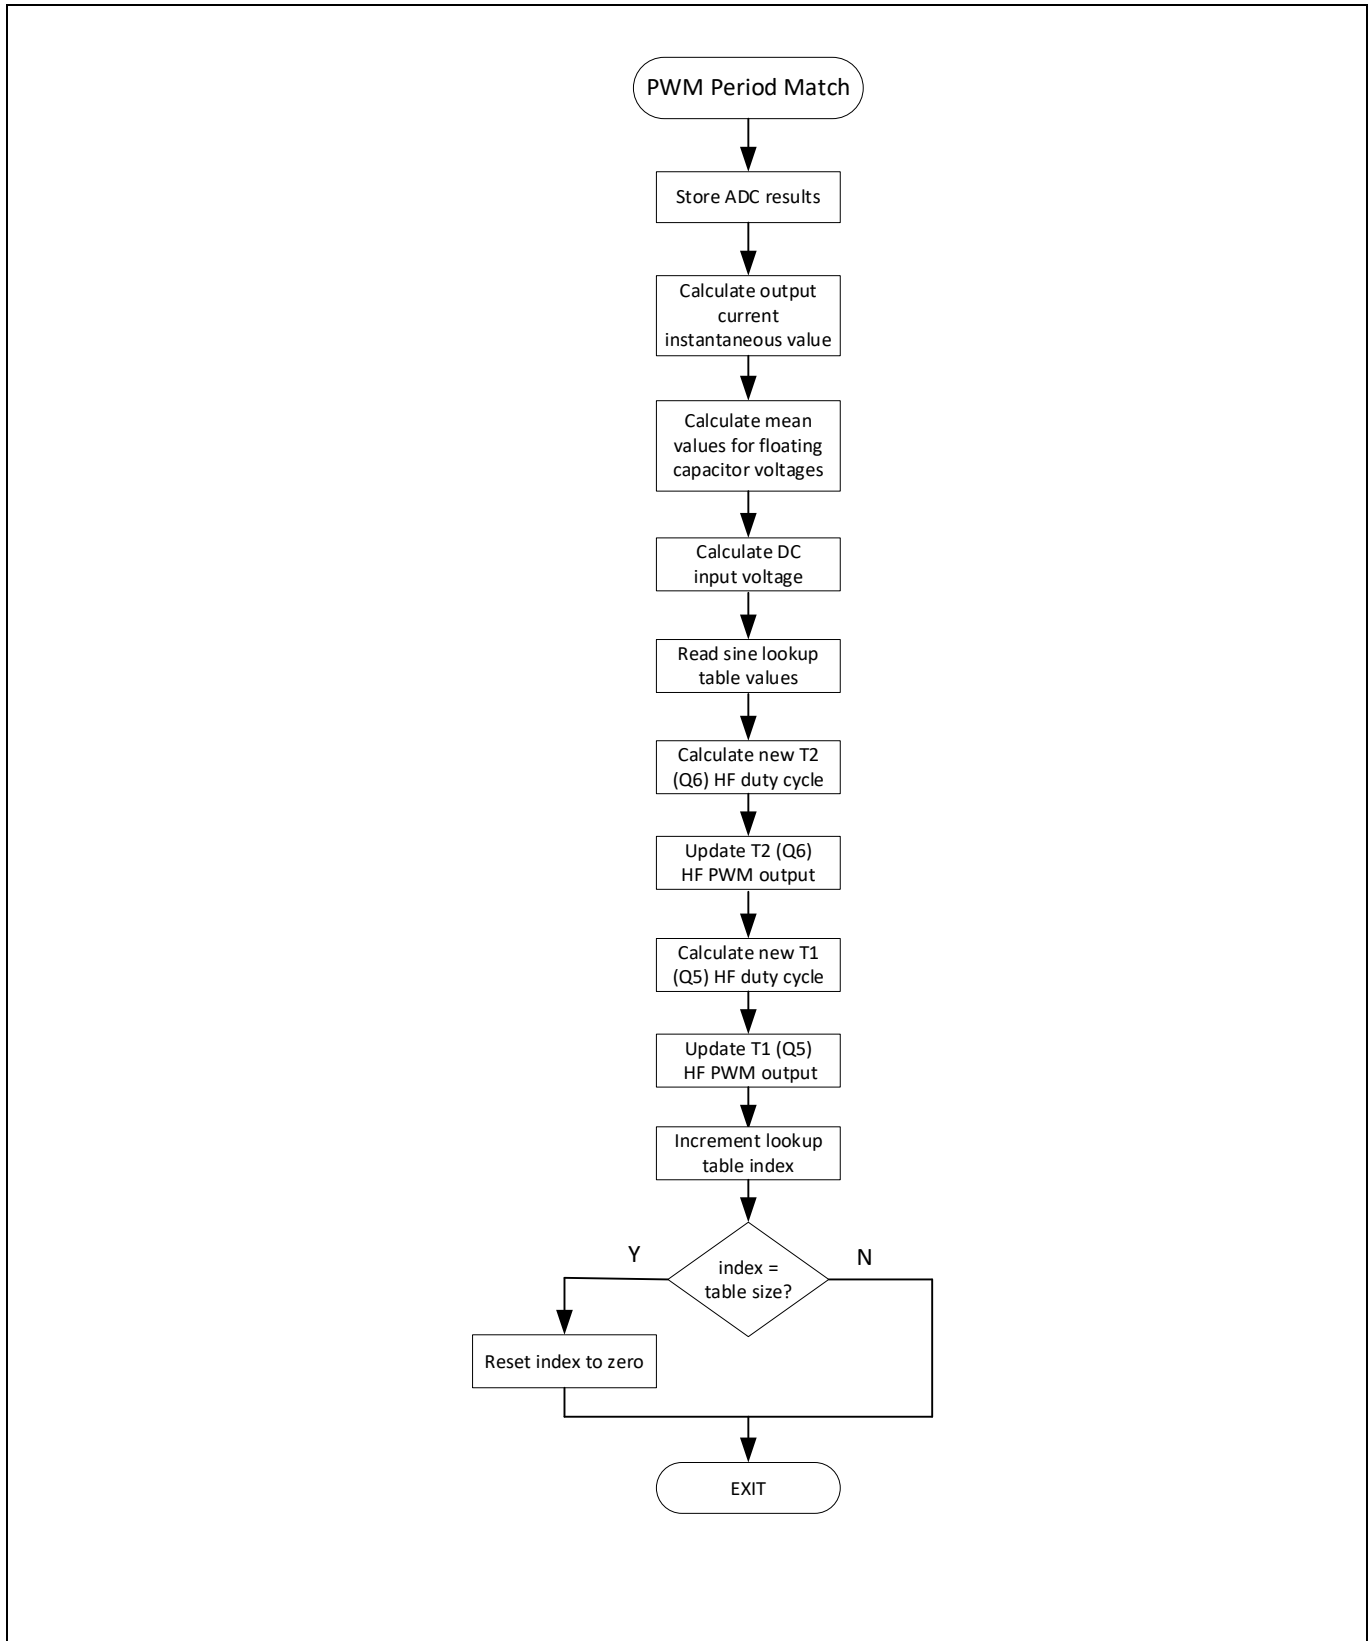 PWM Period Match
Store ADC results
Calculate output
current
instantaneous value
Calculate mean
values for floating
capacitor voltages
Calculate DC
input voltage
Read sine lookup
table values
Calculate new T2
(Q6) HF duty cycle
Update T2 (Q6)
HF PWM output
Calculate new T1
(Q5) HF duty cycle
Update T1 (Q5)
HF PWM output
Increment lookup
table index
Y
N
index =
table size?
Reset index to zero
EXIT